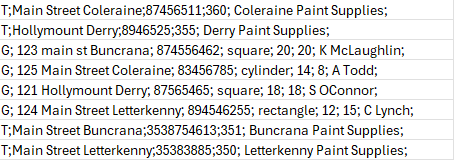 T;Main Street Coleraine;87456511;360; Coleraine Paint Supplies;
T;Hollymount Derry;8946525;355; Derry Paint Supplies;
G; 123 main st Buncrana; 874556462; square; 20; 20; K McLaughlin;
G; 125 Main Street Coleraine; 83456785; cylinder; 14; 8; A Todd;
G; 121 Hollymount Derry; 87565465; square; 18; 18; S OConnor;
G; 124 Main Street Letterkenny; 894546255; rectangle; 12; 15; C Lynch;
T;Main Street Buncrana;3538754613;351; Buncrana Paint Supplies;
T;Main Street Letterkenny;35383885;350; Letterkenny Paint Supplies;